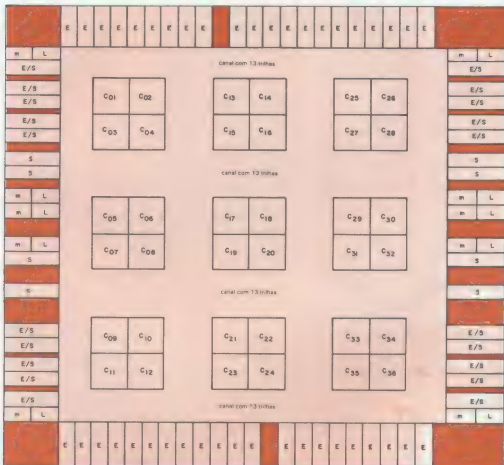 E E E E E E E E E E E E E E E E E E E E E E E
m L
E/S
E/S
E/S
E/S
E/S
S
S
m L
m L
m L
S
S
E/S
E/S
E/S
E/S
E/S
m L
canal com 13 trilhas
C01 C02 C13 C14 C25 C26
C03 C04 C15 C16 C27 C28
canal com 13 trilhas
C05 C06 C17 C18 C29 C30
C07 C08 C19 C20 C31 C32
canal com 13 trilhas
C09 C10 C21 C22 C33 C34
C11 C12 C23 C24 C35 C36
canal com 13 trilhas
m L
E/S
E/S
E/S
E/S
E/S
S
S
m L
m L
m L
S
S
E/S
E/S
E/S
E/S
E/S
m L
E E E E E E E E E E E E E E E E E E E E E E E